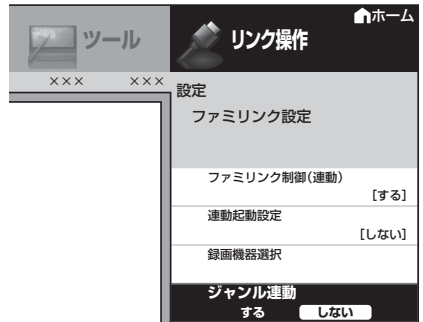 ホーム
ツール
リンク操作
××× ×××
設定
ファミリンク設定
ファミリンク制御(連動)
[する]
連動起動設定
[しない]
録画機器選択
ジャンル連動
する しない